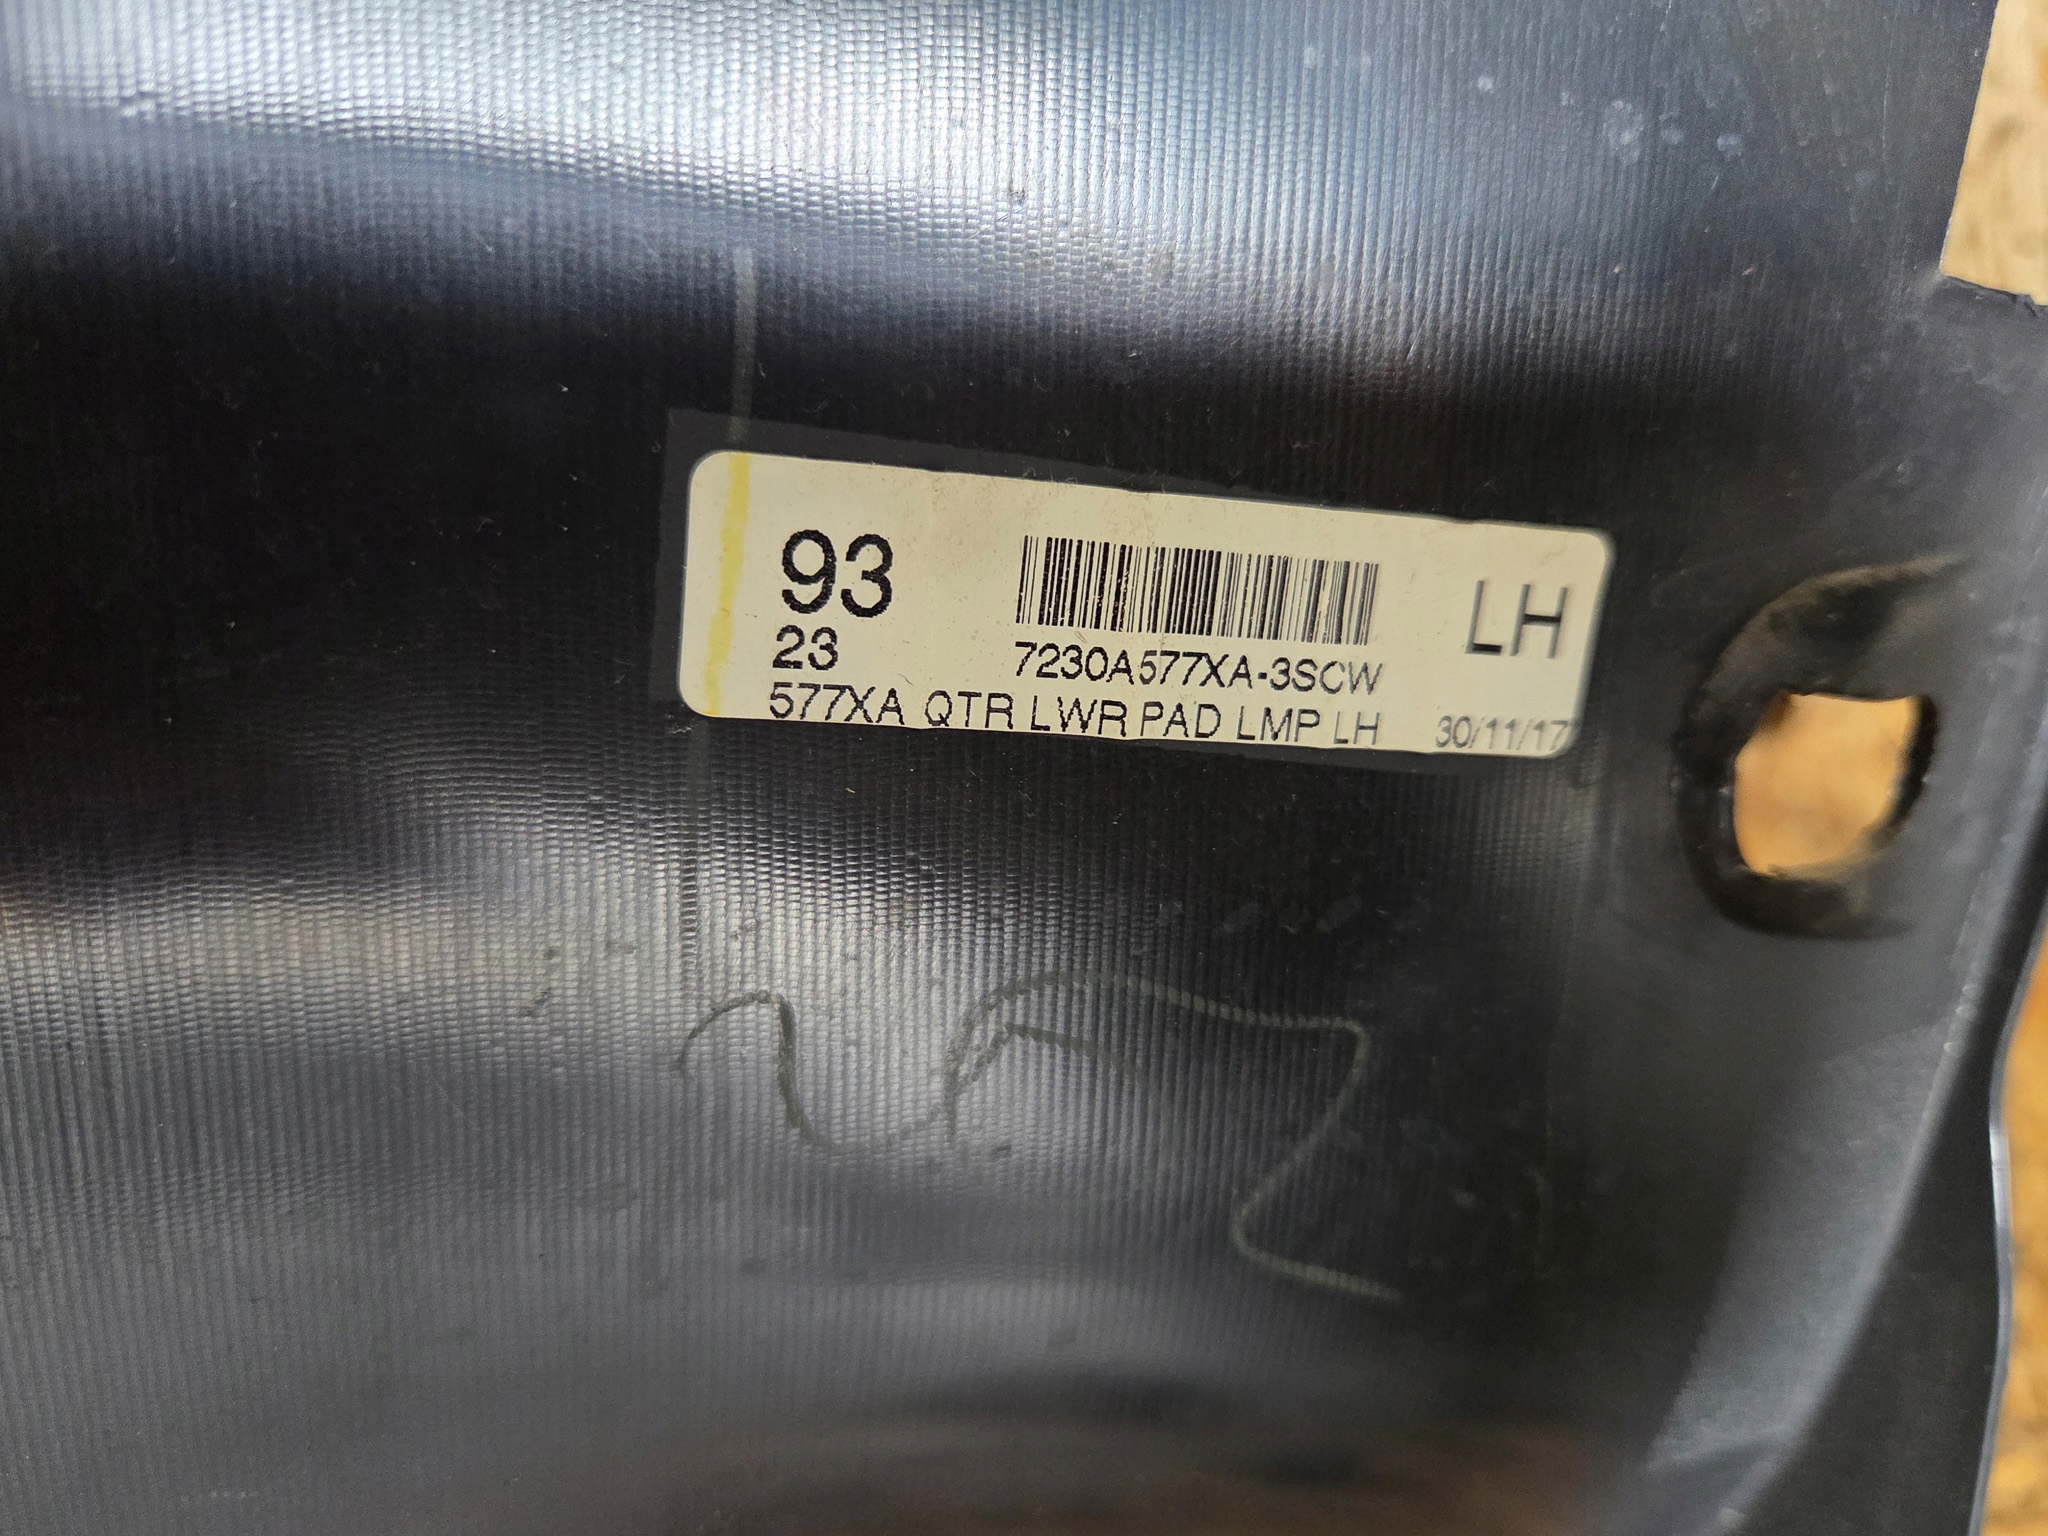 93
LH
23
7230A577XA-3SCW
577XA QTR LWR PAD LMP LH 30/11/17